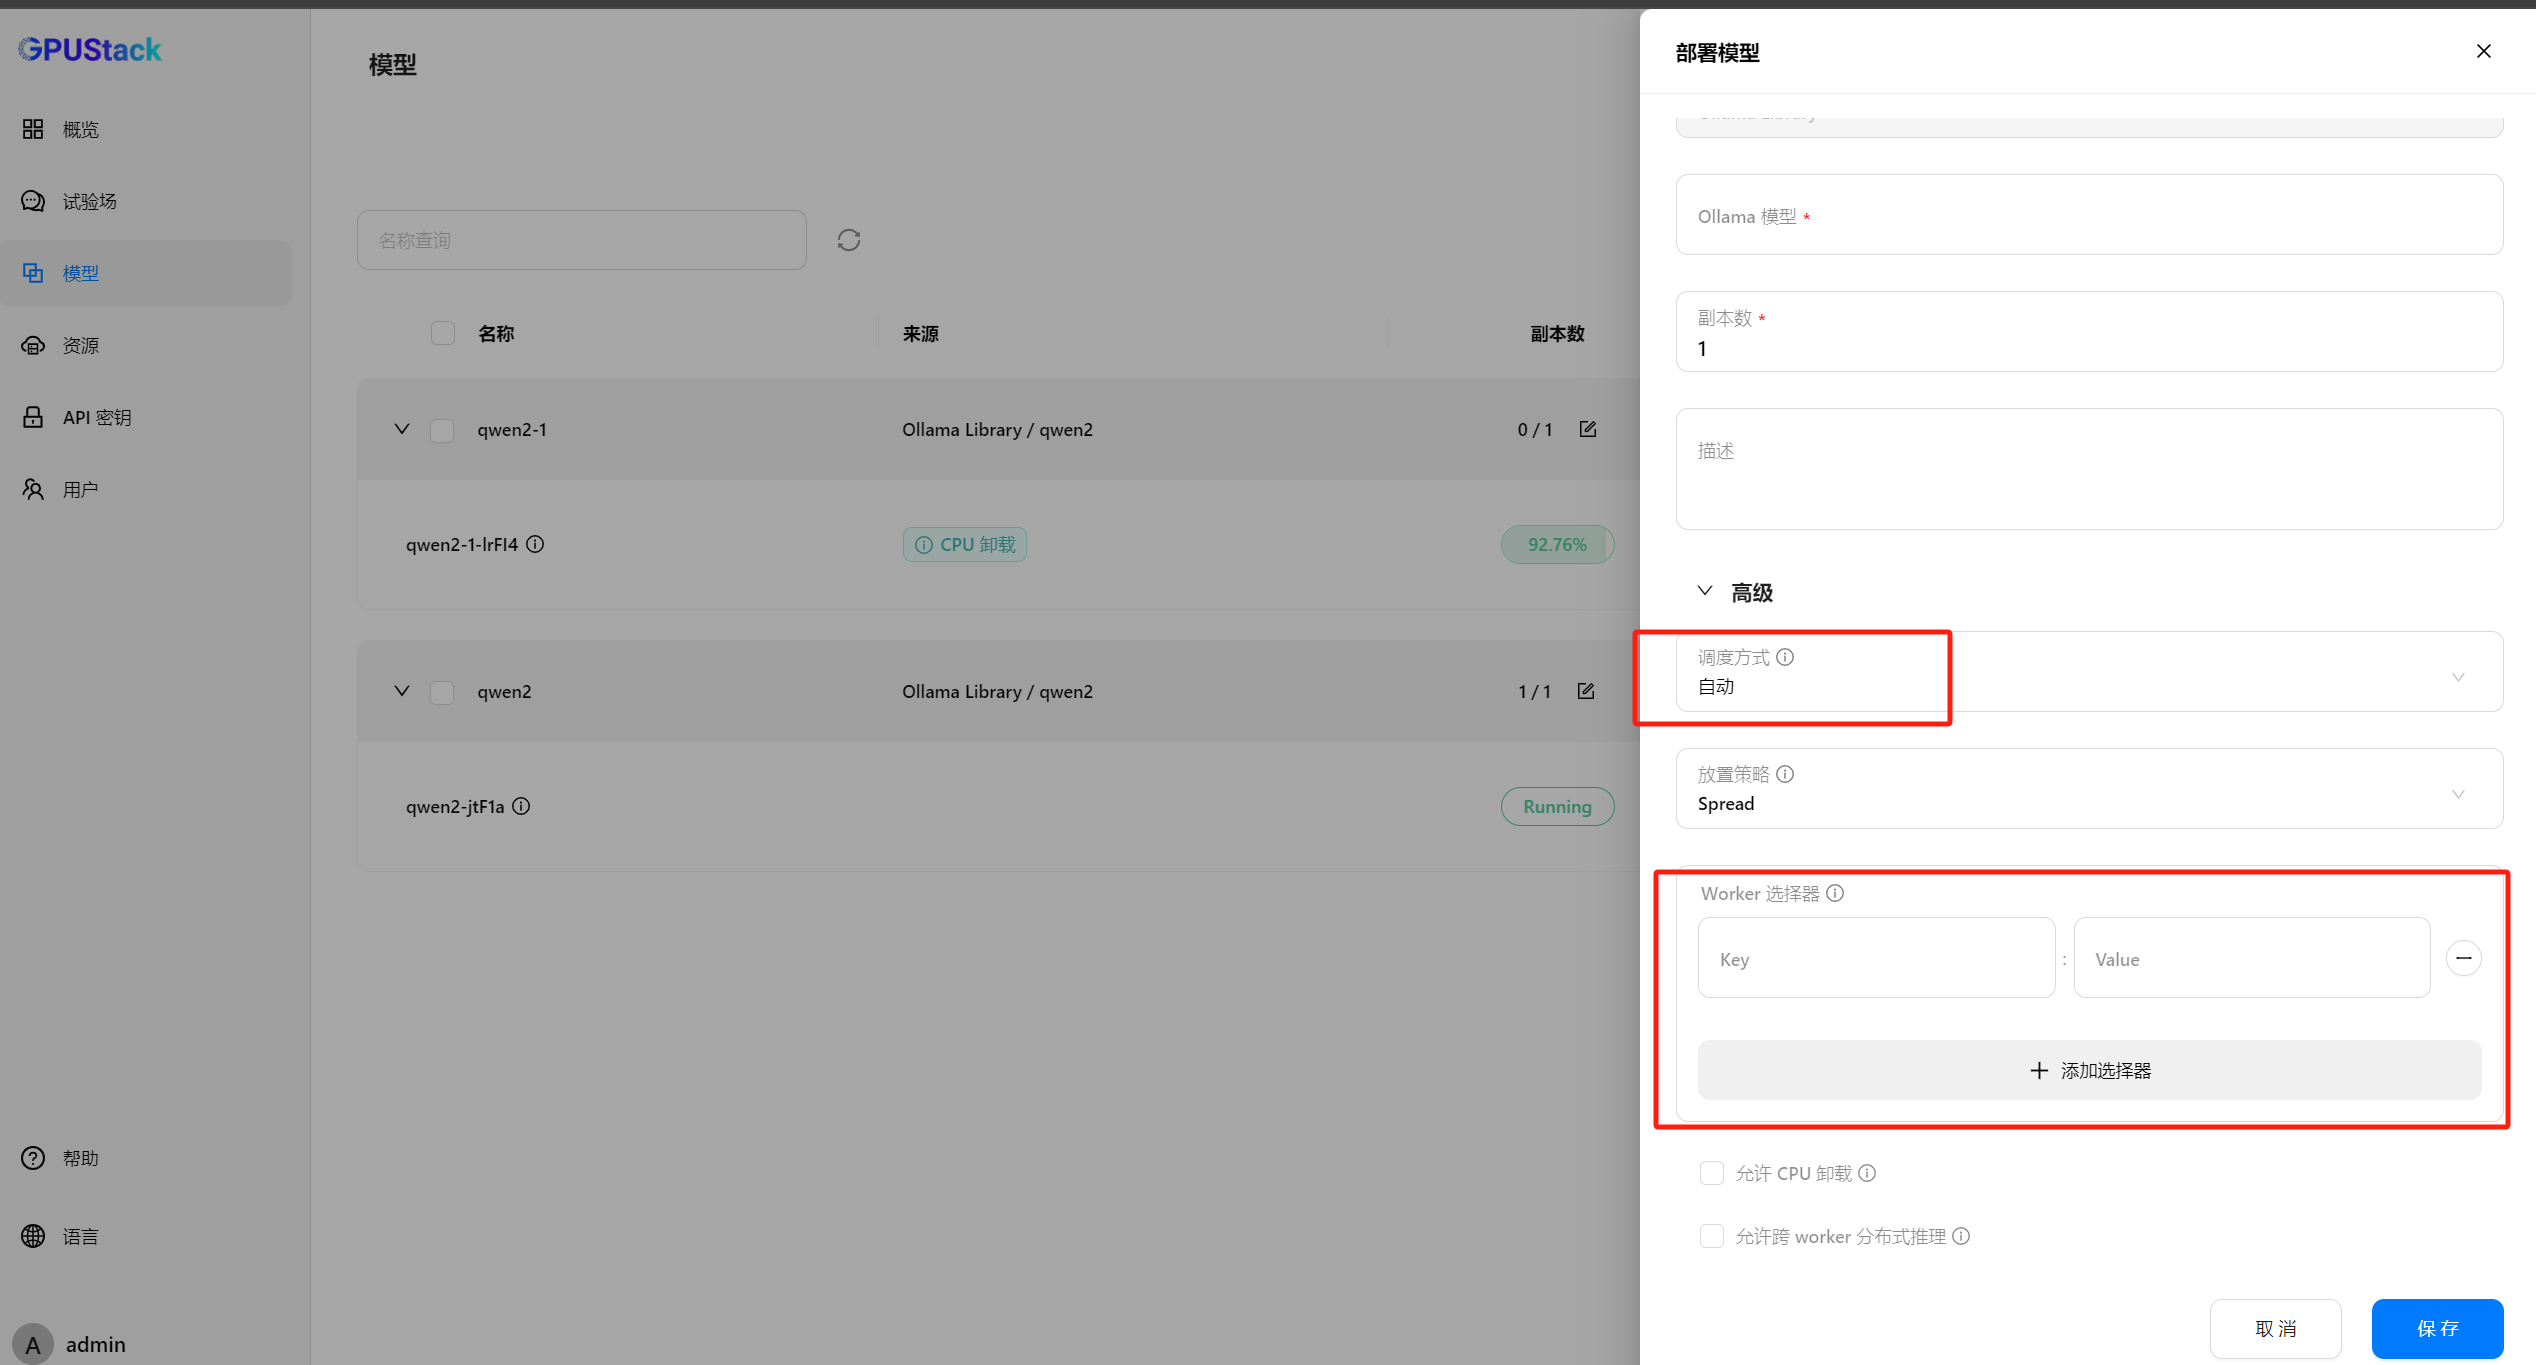 GPUStack
概览
试验场
模型
资源
API 密钥
用户
帮助
语言
A admin
模型
名称查询
名称 来源 副本数
qwen2-1 Ollama Library / qwen2 0 / 1
qwen2-1-lrFI4 CPU 卸载 92.76%
qwen2 Ollama Library / qwen2 1 / 1
qwen2-jtF1a Running
部署模型
Ollama Library
Ollama 模型 *
副本数 *
1
描述
高级
调度方式
自动
放置策略
Spread
Worker 选择器
Key : Value
添加选择器
允许 CPU 卸载
允许跨 worker 分布式推理
取 消 保 存